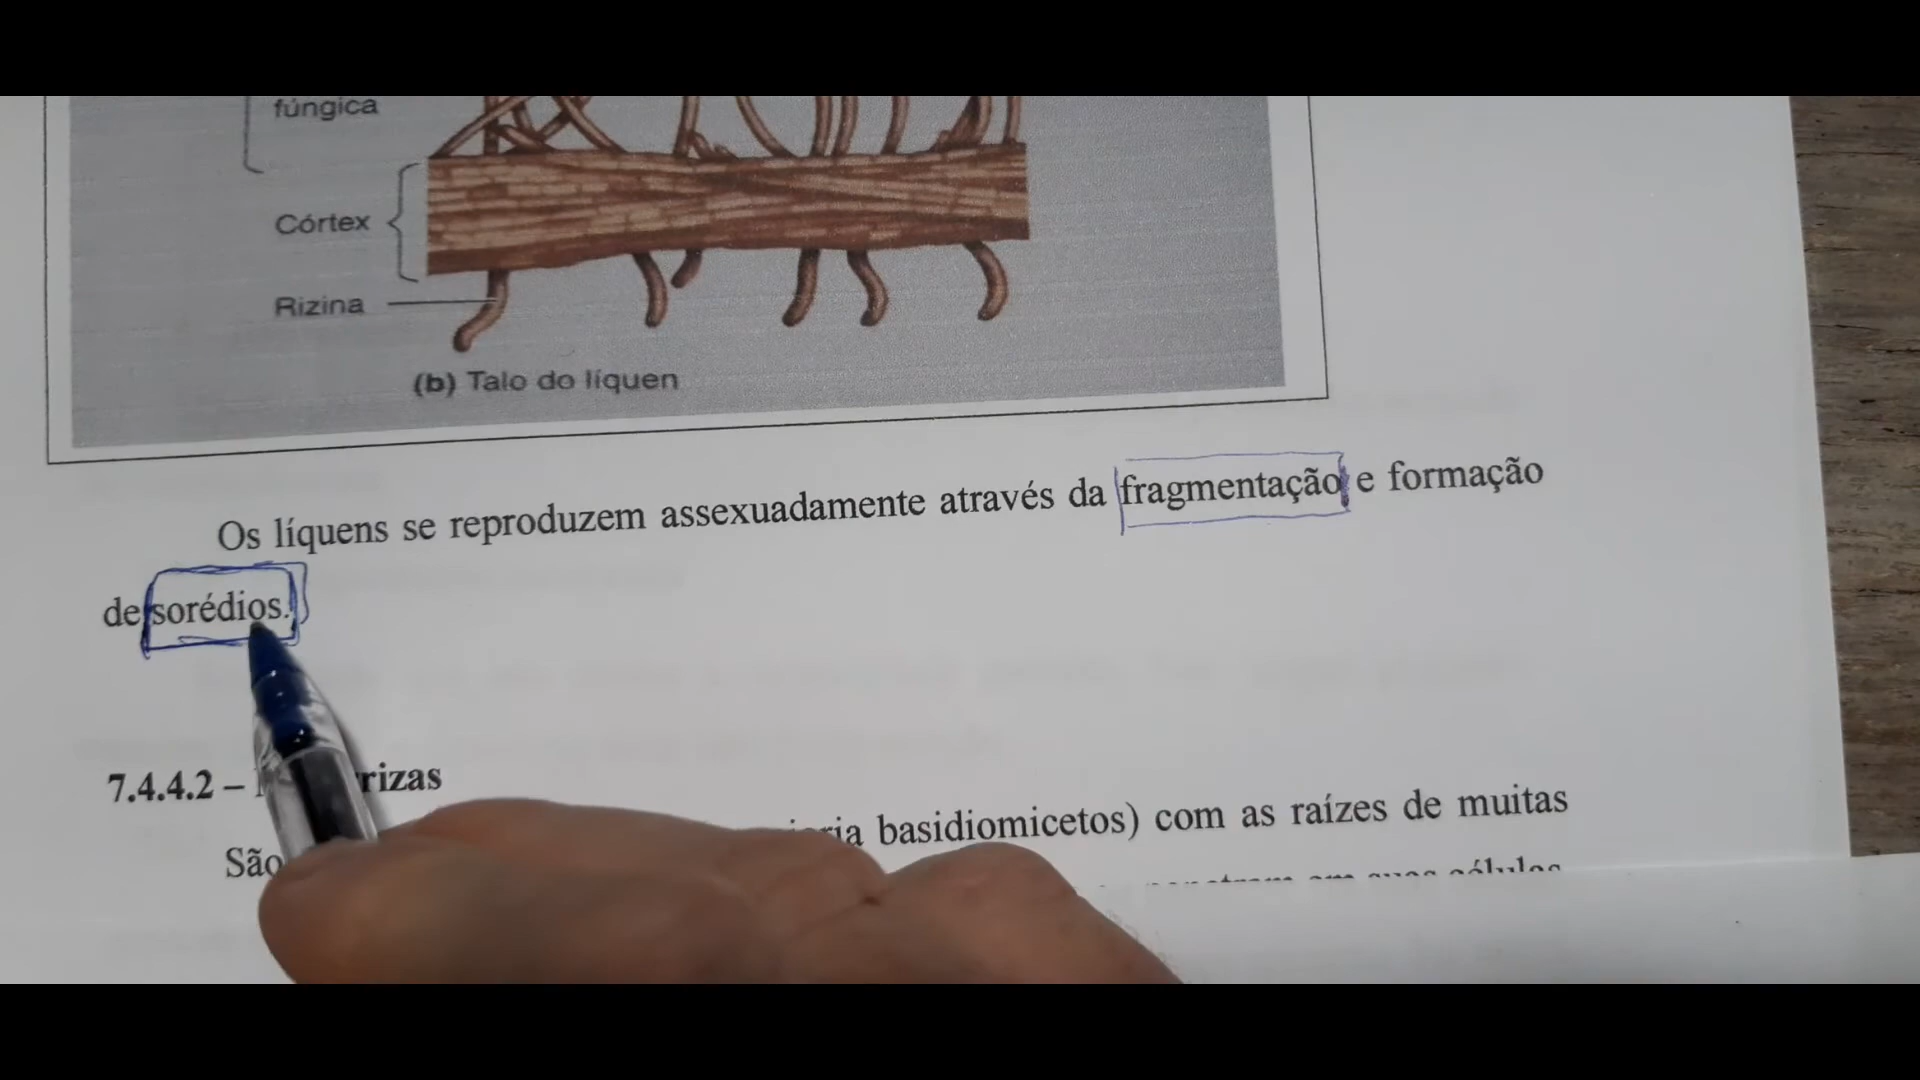 fúngica
Córtex
Rizina
(b) Talo do líquen
Os líquens se reproduzem assexuadamente através da fragmentação e formação
de sorédios.
7.4.4.2 –
São basidiomicetos) com as raízes de muitas